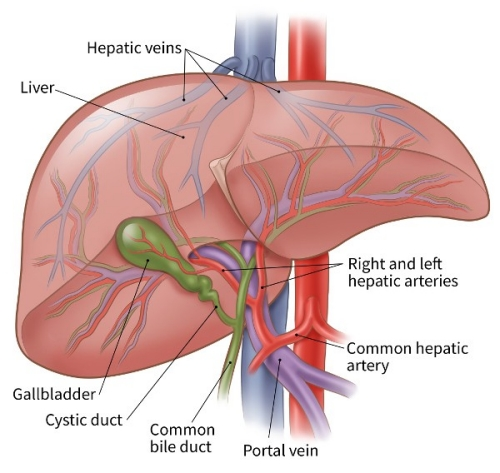 Hepatic veins
Liver
Right and left
hepatic arteries
Common hepatic
artery
Gallbladder
Cystic duct
Common
bile duct
Portal vein